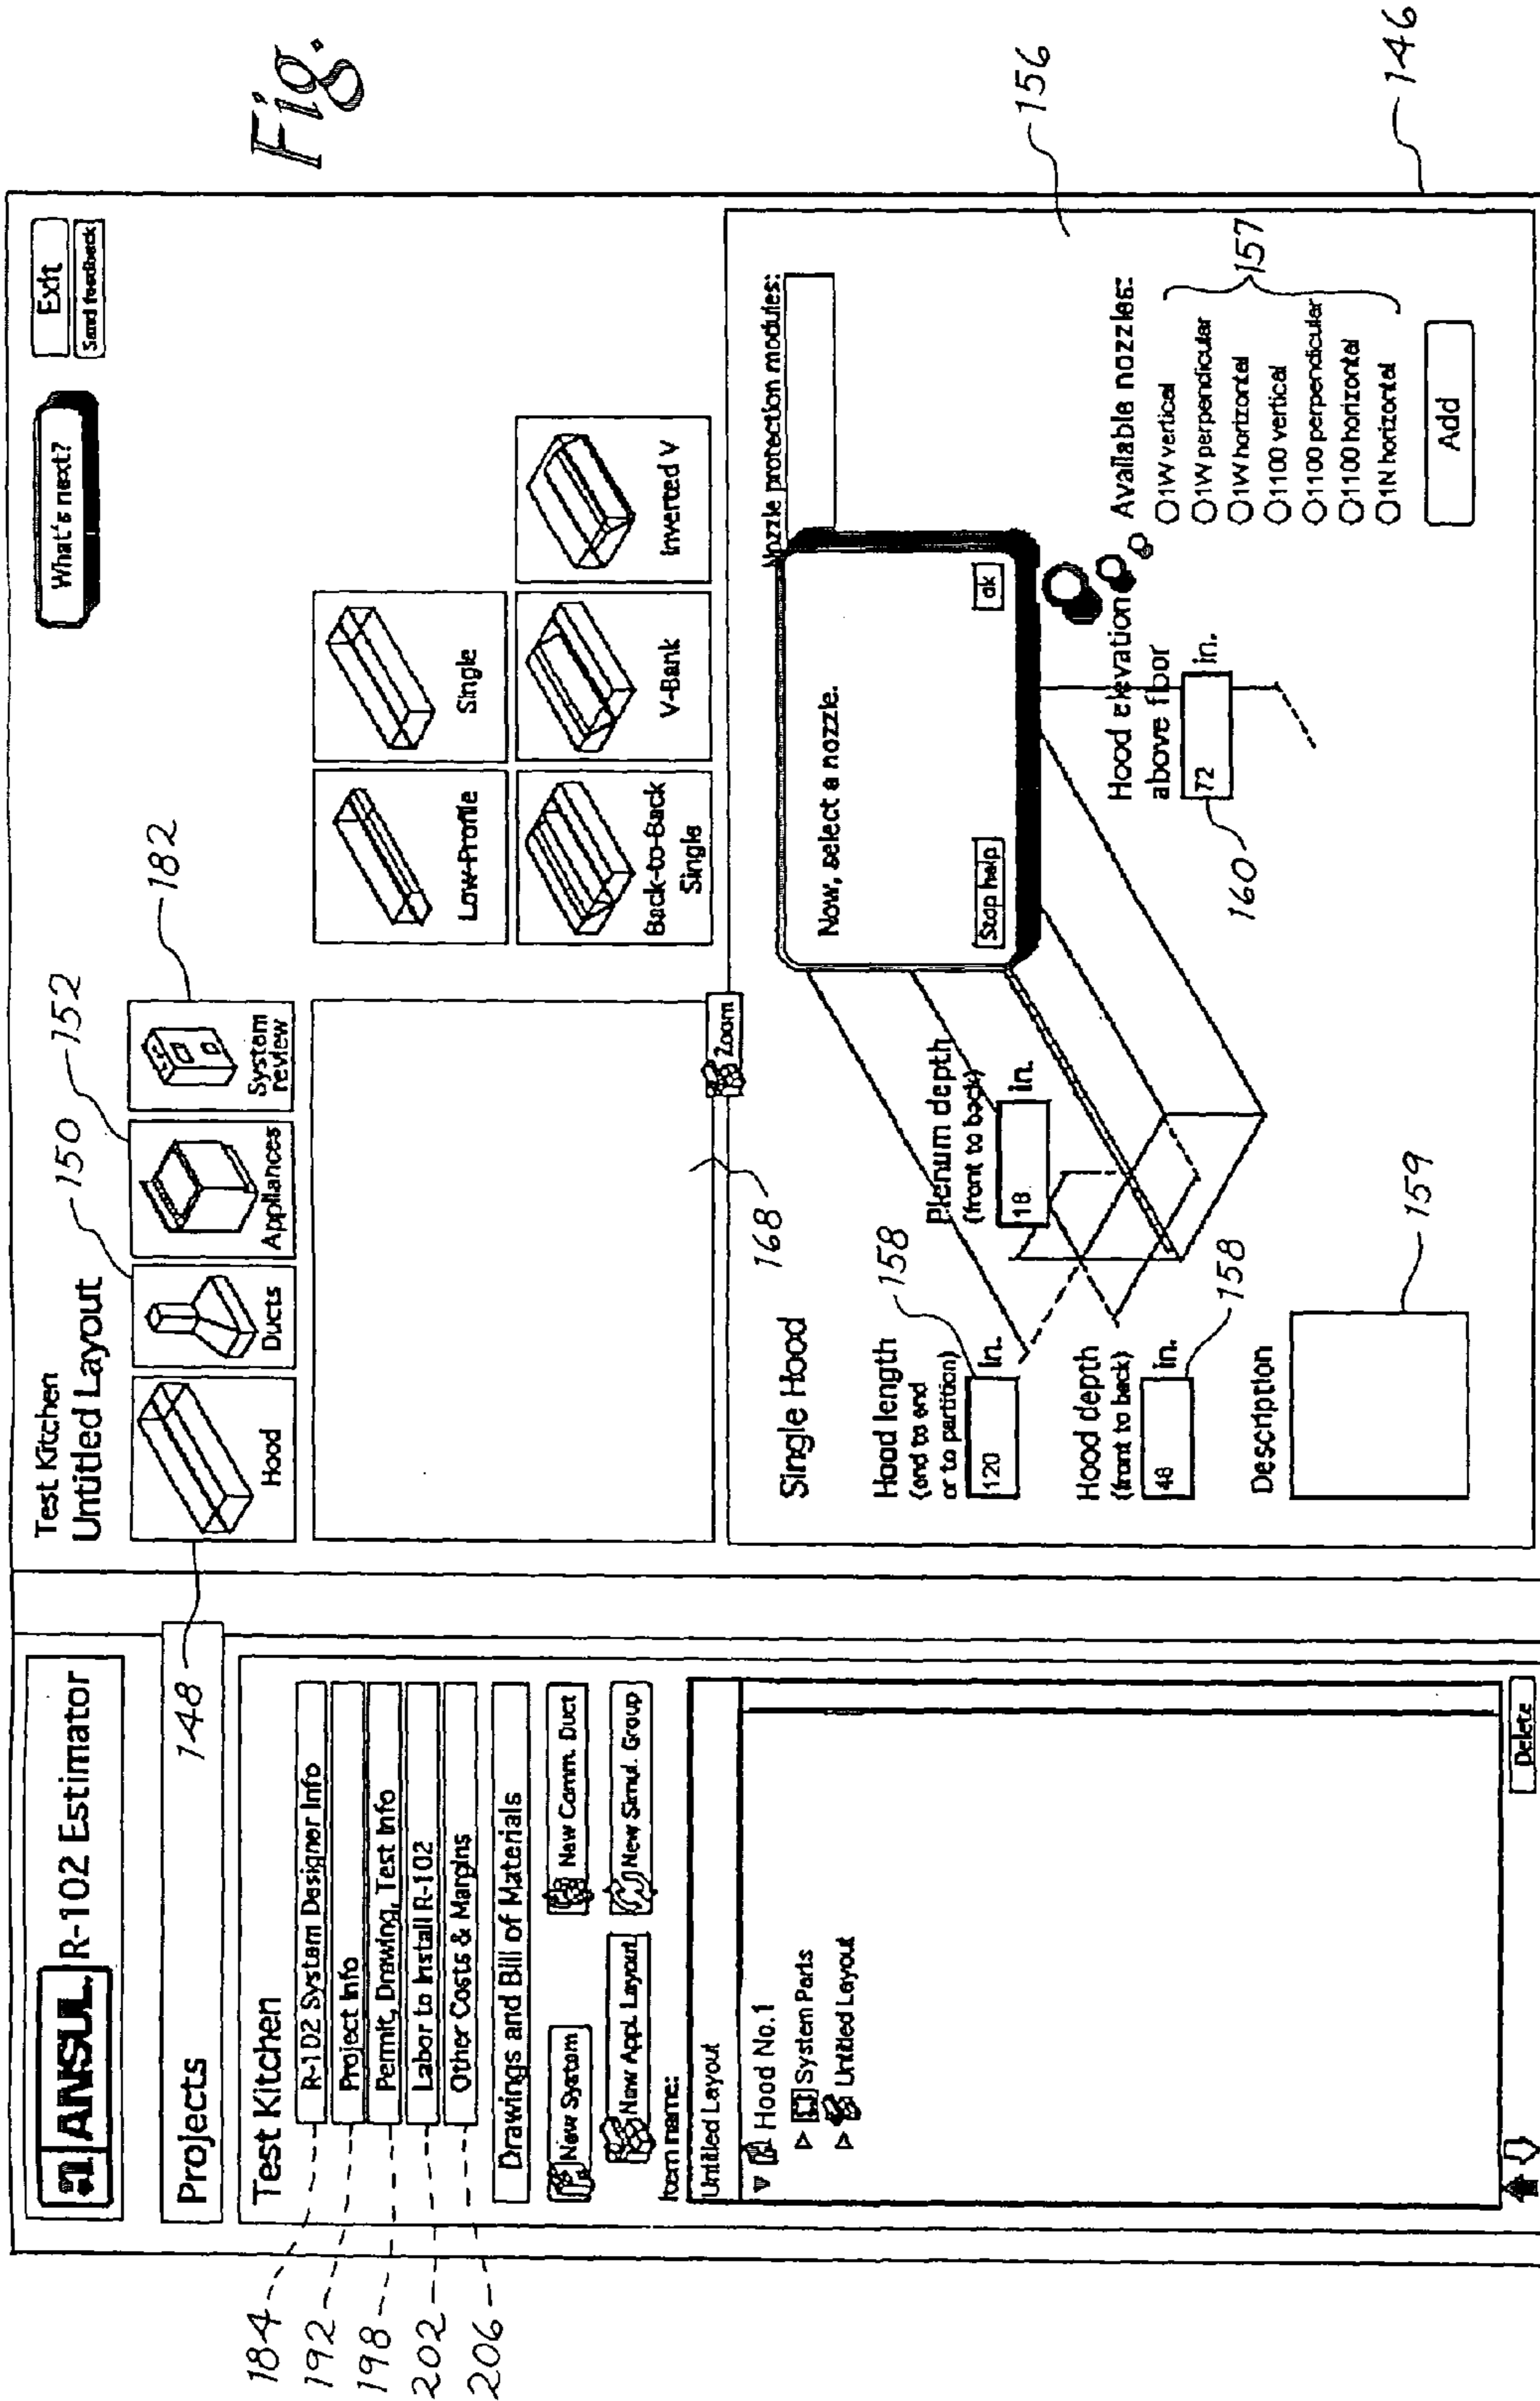 Fig.
ANSUL R-102 Estimator
Projects
148
Test Kitchen
184
R-102 System Designer Info
192
Project Info
198
Permit, Drawing, Test Info
202
Labor to Install R-102
206
Other Costs & Margins
Drawings and Bill of Materials
New System
New Comm. Duct
New Appl. Layout
New Simul. Group
Item name:
Untitled Layout
Hood No.1
System Parts
Untitled Layout
Delete
Test Kitchen
Untitled Layout
What's next?
Exit
Send feedback
150
152
182
Hood
Ducts
Appliances
System
review
Low-Profile
Single
Back-to-Back
Single
V-Bank
Inverted V
Zoom
168
Single Hood
Nozzle protection modules:
Hood length
(end to end
or to partition)
120 in.
158
Plenum depth
(front to back)
18 in.
Now, select a nozzle.
Stop help
ok
Hood depth
(front to back)
48 in.
158
Hood elevation
above floor
72 in.
160
Available nozzles:
1W vertical
1W perpendicular
1W horizontal
1100 vertical
1100 perpendicular
1100 horizontal
1N horizontal
157
Description
159
Add
156
146